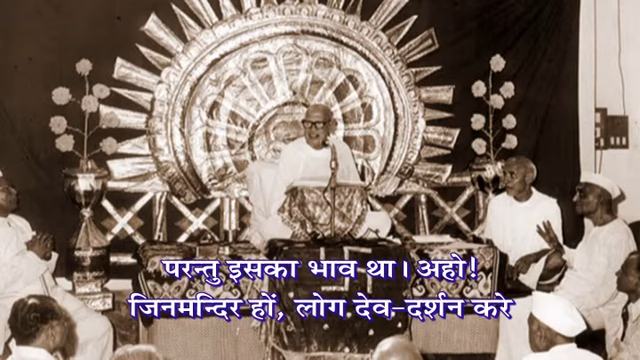 परन्तु इसका भाव था। अहो!
जिनमन्दिर हों, लोग देव-दर्शन करे